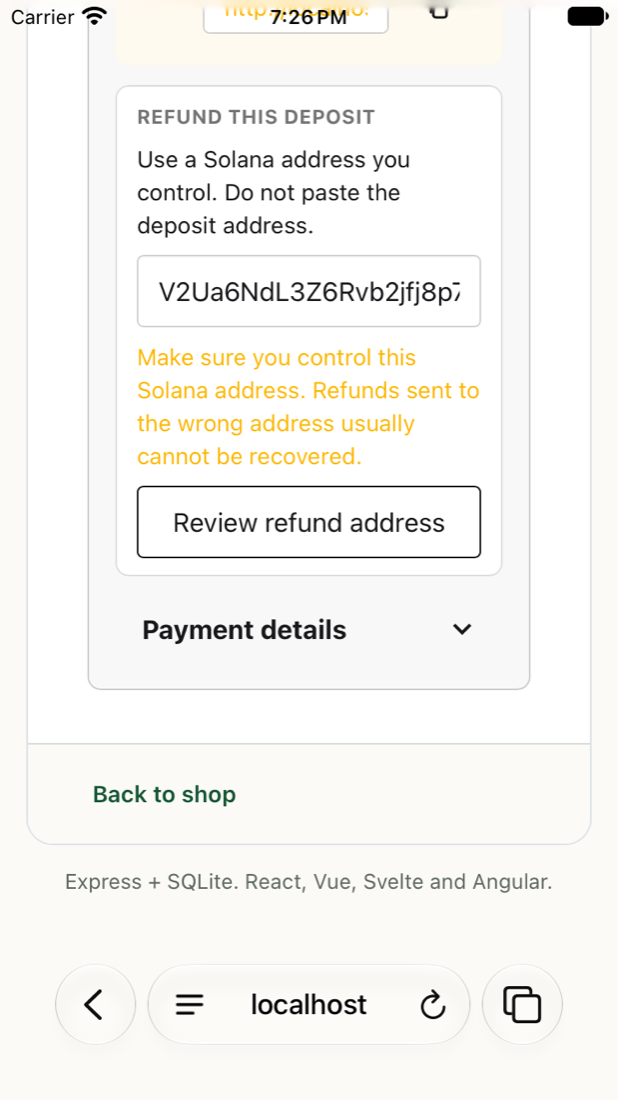 Carrier 7:26 PM
REFUND THIS DEPOSIT
Use a Solana address you
control. Do not paste the
deposit address.
V2Ua6NdL3Z6Rvb2jfj8p7
Make sure you control this
Solana address. Refunds sent to
the wrong address usually
cannot be recovered.
Review refund address
Payment details
Back to shop
Express + SQLite. React, Vue, Svelte and Angular.
localhost